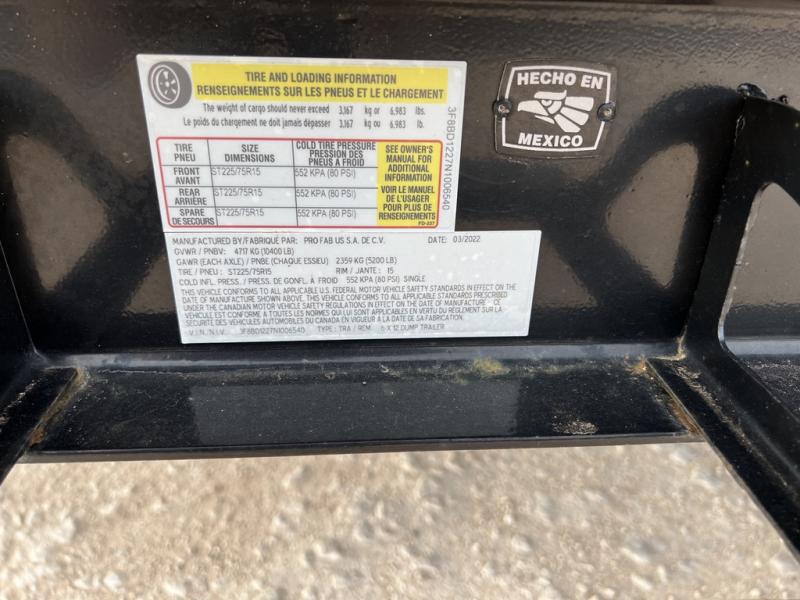 TIRE AND LOADING INFORMATION
RENSEIGNEMENTS SUR LES PNEUS ET LE CHARGEMENT
The weight of cargo should never exceed 3,167 kg or 6,983 lbs.
Le poids du chargement ne doit jamais dépasser 3,167 kg ou 6,983 lb.
TIRE PNEU
SIZE DIMENSIONS
COLD TIRE PRESSURE PRESSION DES PNEUS A FROID
FRONT AVANT ST225/75R15 552 KPA (80 PSI)
REAR ARRIÈRE ST225/75R15 552 KPA (80 PSI)
SPARE DE SECOURS ST225/75R15 552 KPA (80 PSI)
SEE OWNER'S
MANUAL FOR
ADDITIONAL
INFORMATION
VOIR LE MANUEL
DE L'USAGER
POUR PLUS DE
RENSEIGNEMENTS
FD-237
3F8BD1227N1006540
HECHO EN
MEXICO
MANUFACTURED BY/FABRIQUÉ PAR: PRO FAB US S.A. DE C.V. DATE: 03/2022
GVWR / PNBV: 4717 KG (10400 LB)
GAWR (EACH AXLE) / PNBE (CHAQUE ESSIEU) 2359 KG (5200 LB)
TIRE / PNEU : ST225/75R15 RIM / JANTE : 15
COLD INFL. PRESS. / PRESS. DE GONFL. À FROID 552 KPA (80 PSI) SINGLE
THIS VEHICLE CONFORMS TO ALL APPLICABLE U.S. FEDERAL MOTOR VEHICLE SAFETY STANDARDS IN EFFECT ON THE
DATE OF MANUFACTURE SHOWN ABOVE. THIS VEHICLE CONFORMS TO ALL APPLICABLE STANDARDS PRESCRIBED
UNDER THE CANADIAN MOTOR VEHICLE SAFETY REGULATIONS IN EFFECT ON THE DATE OF MANUFACTURE - CE
VEHICULE EST CONFORME A TOUTES LES NORMES QUI LUI SONT APPLICABLES EN VERTU DU RÈGLEMENT SUR LA
SÉCURITÉ DES VÉHICULES AUTOMOBILES DU CANADA EN VIGUEUR À LA DATE DE SA FABRICATION.
V.I.N./N.I.V. 3F8BD1227N1006540 TYPE : TRA / REM 6 X 12 DUMP TRAILER